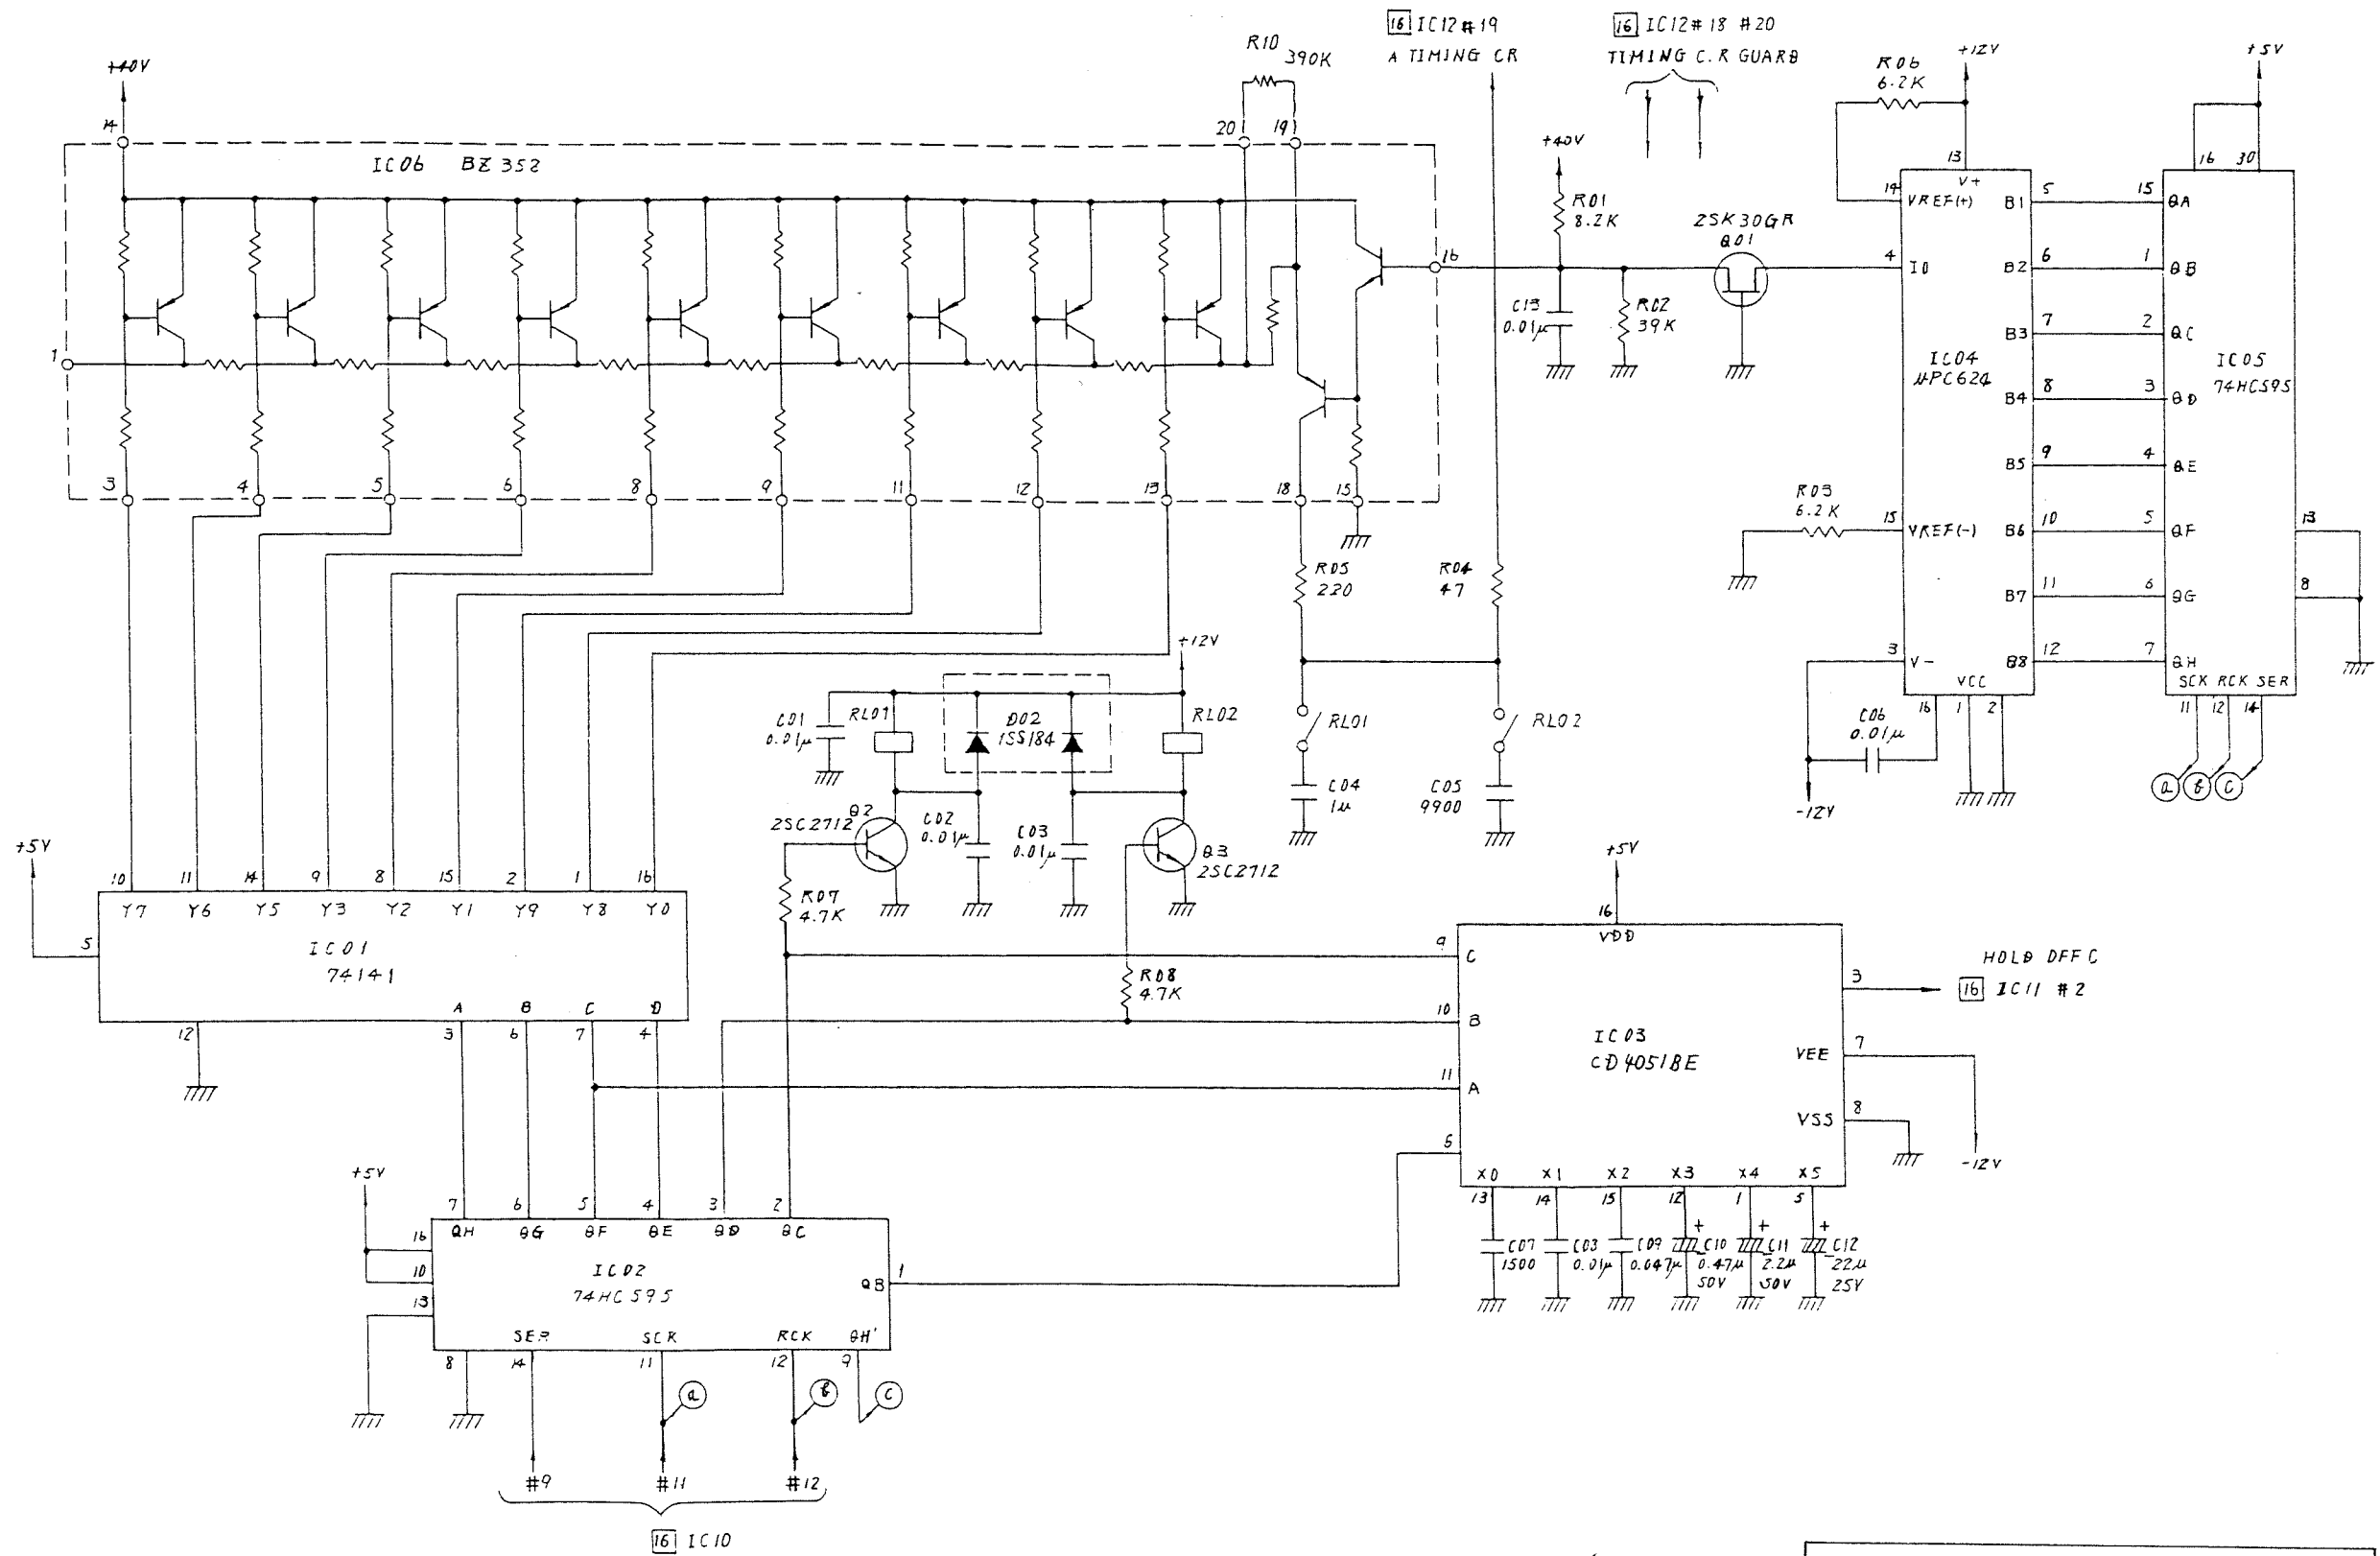 16 IC12 #19
A TIMING CR
16 IC12 #18 #20
TIMING C.R GUARD
+40V
14
IC06 BZ352
R10
390K
20
19
1
16
3
4
5
6
8
9
11
12
13
18
15
+40V
R01
8.2K
C13
0.01μ
R02
39K
2SK30GR
Q01
R06
6.2K
+12V
13
V+
14
VREF(+)
4
IO
IC04
μPC624
R03
6.2K
15
VREF(-)
3
V-
VCC
16
1
2
C06
0.01μ
-12V
B1 5
B2 6
B3 7
B4 8
B5 9
B6 10
B7 11
B8 12
+5V
16
30
15 QA
1 QB
2 QC
3 QD
4 QE
5 QF
6 QG
7 QH
IC05
74HC595
13
8
SCK RCK SER
11 12 14
a b c
R05
220
R04
47
RL01
RL02
C04
1μ
C05
9900
+12V
C01
0.01μ
RL01
D02
1SS184
RL02
Q2
2SC2712
C02
0.01μ
C03
0.01μ
Q3
2SC2712
R07
4.7K
R08
4.7K
+5V
5
10 11 14 9 8 15 2 1 16
Y7 Y6 Y5 Y3 Y2 Y1 Y9 Y8 Y0
IC01
74141
A B C D
12 3 6 7 4
+5V
16
VDD
9 C
10 B
11 A
6
IC03
CD4051BE
3
HOLD OFF C
16 IC11 #2
VEE 7
VSS 8
-12V
X0 X1 X2 X3 X4 X5
13 14 15 12 1 5
C07
1500
C03
0.01μ
C09
0.047μ
+
C10
0.47μ
50V
+
C11
2.2μ
50V
+
C12
22μ
25V
+5V
16
10
13
7 6 5 4 3 2
QH QG QF QE QD QC
IC02
74HC595
QB 1
SER SCK RCK QH'
8 14 11 12 9
a
b
c
#9 #11 #12
16 IC10